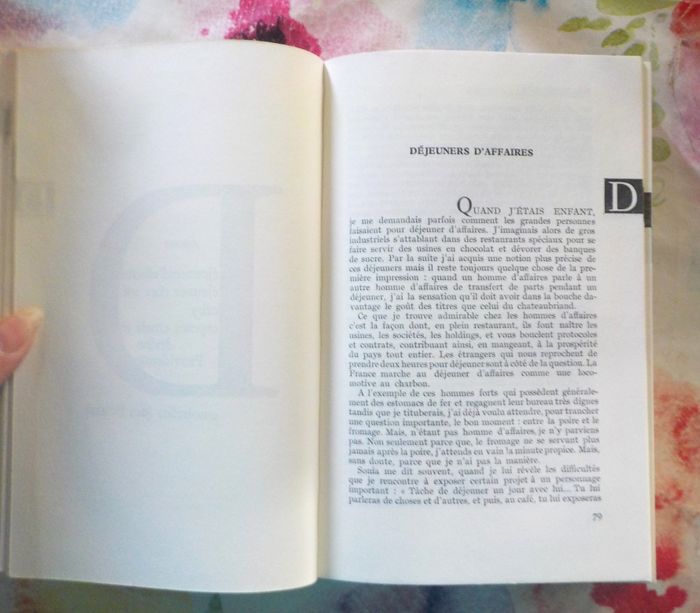 DÉJEUNERS D'AFFAIRES
D
QUAND J'ÉTAIS ENFANT,
je me demandais parfois comment les grandes personnes
faisaient pour déjeuner d'affaires. J'imaginais alors de gros
industriels s'attablant dans des restaurants spéciaux pour se
faire servir des usines en chocolat et dévorer des banques
de sucre. Par la suite j'ai acquis une notion plus précise de
ces déjeuners mais il reste toujours quelque chose de la pre-
mière impression : quand un homme d'affaires parle à un
autre homme d'affaires de transfert de parts pendant un
déjeuner, j'ai la sensation qu'il doit avoir dans la bouche da-
vantage le goût des titres que celui du chateaubriand.
Ce que je trouve admirable chez les hommes d'affaires
c'est la façon dont, en plein restaurant, ils font naître les
usines, les sociétés, les holdings, et vous bouclent protocoles
et contrats, contribuant ainsi, en mangeant, à la prospérité
du pays tout entier. Les étrangers qui nous reprochent de
prendre deux heures pour déjeuner sont à côté de la question. La
France marche au déjeuner d'affaires comme une loco-
motive au charbon.
A l'exemple de ces hommes forts qui possèdent générale-
ment des estomacs de fer et regagnent leur bureau très dignes
tandis que je tituberais, j'ai déjà voulu attendre, pour trancher
une question importante, le bon moment : entre la poire et le
fromage. Mais, n'étant pas homme d'affaires, je n'y parviens
pas. Non seulement parce que, le fromage ne se servant plus
jamais après la poire, j'attends en vain la minute propice. Mais,
sans doute, parce que je n'ai pas la manière.
Sonia me dit souvent, quand je lui révèle les difficultés
que je rencontre à exposer certain projet à un personnage
important : « Tâche de déjeuner un jour avec lui... Tu lui
parleras de choses et d'autres, et puis, au café, tu lui exposeras
79